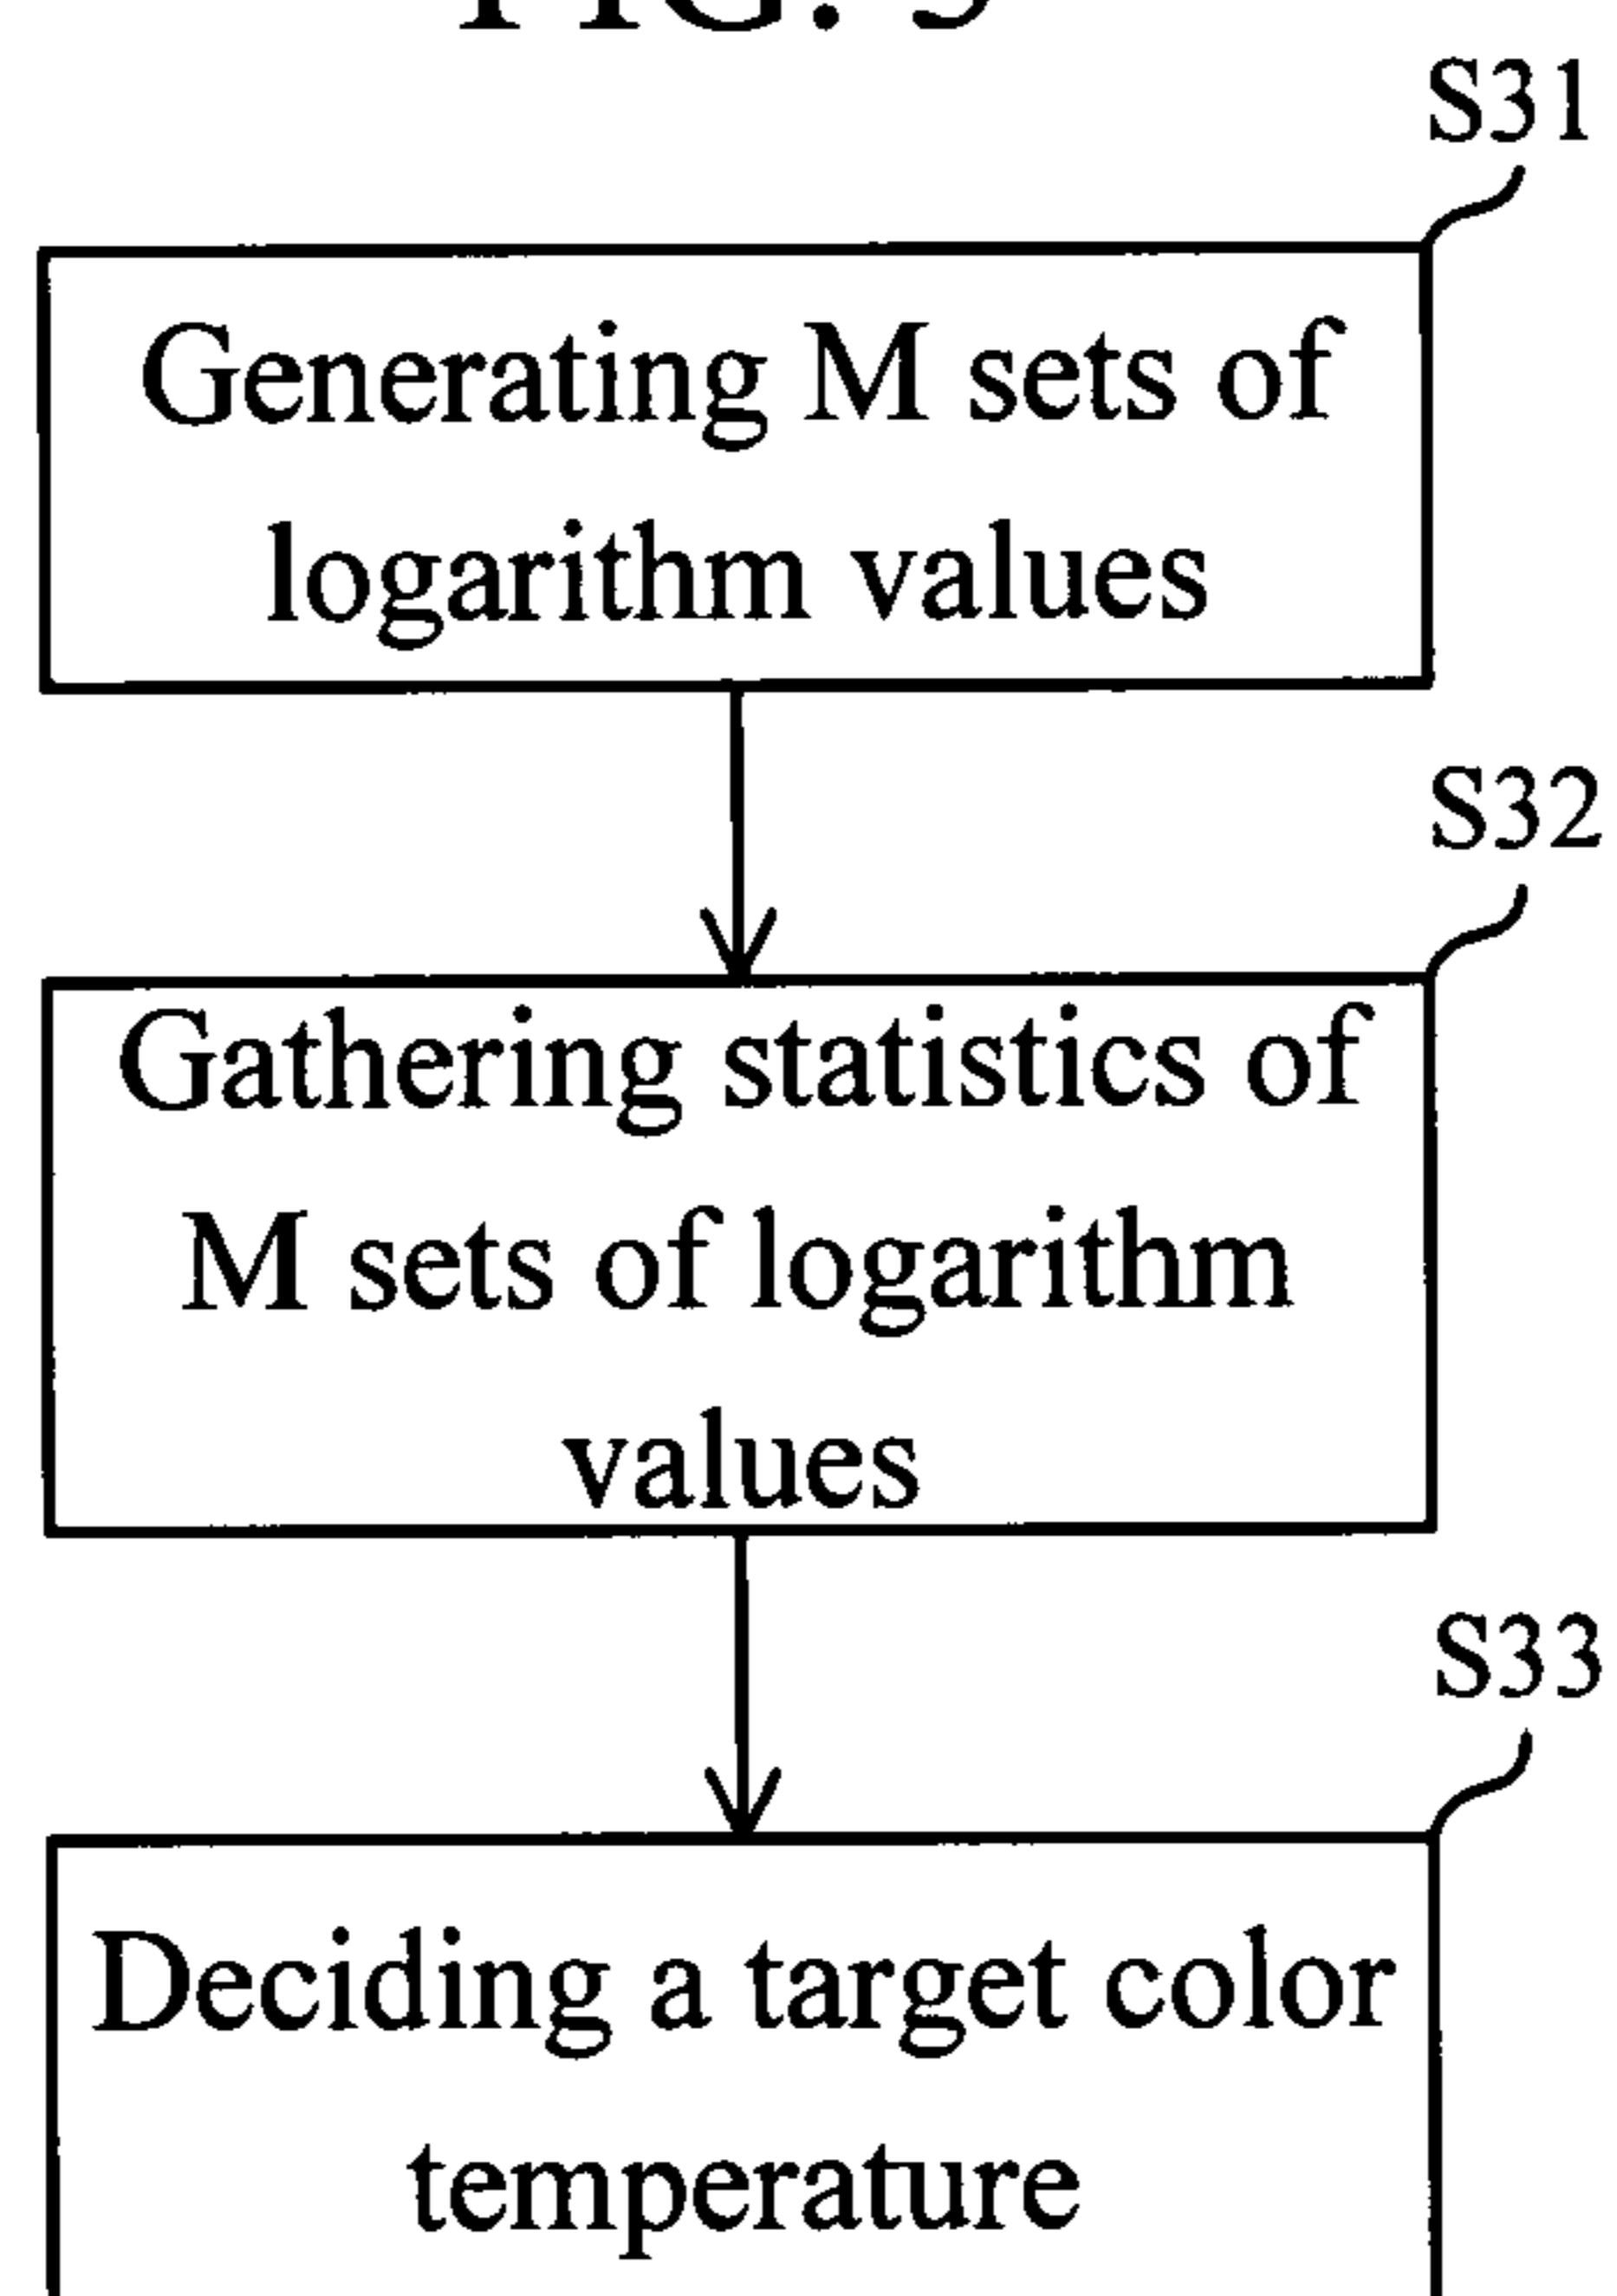 FIG.
S31
Generating M sets of
logarithm values
S32
Gathering statistics of
M sets of logarithm
values
S33
Deciding a target color
temperature